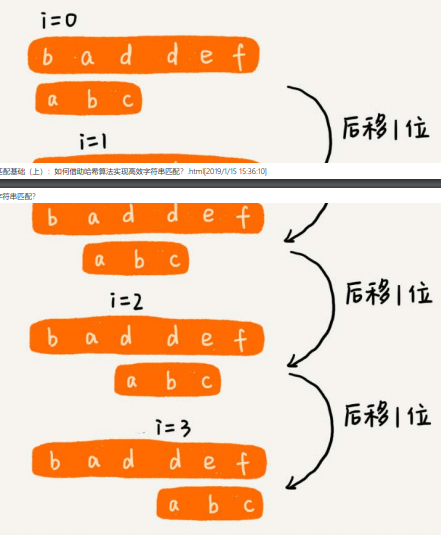 i=0
b a d d e f
a b c
后移1位
i=1
匹配基础（上）：如何借助哈希算法实现高效字符串匹配？.html[2019/1/15 15:36:10]
字符串匹配?
b a d d e f
a b c
后移1位
i=2
b a d d e f
a b c
后移1位
i=3
b a d d e f
a b c